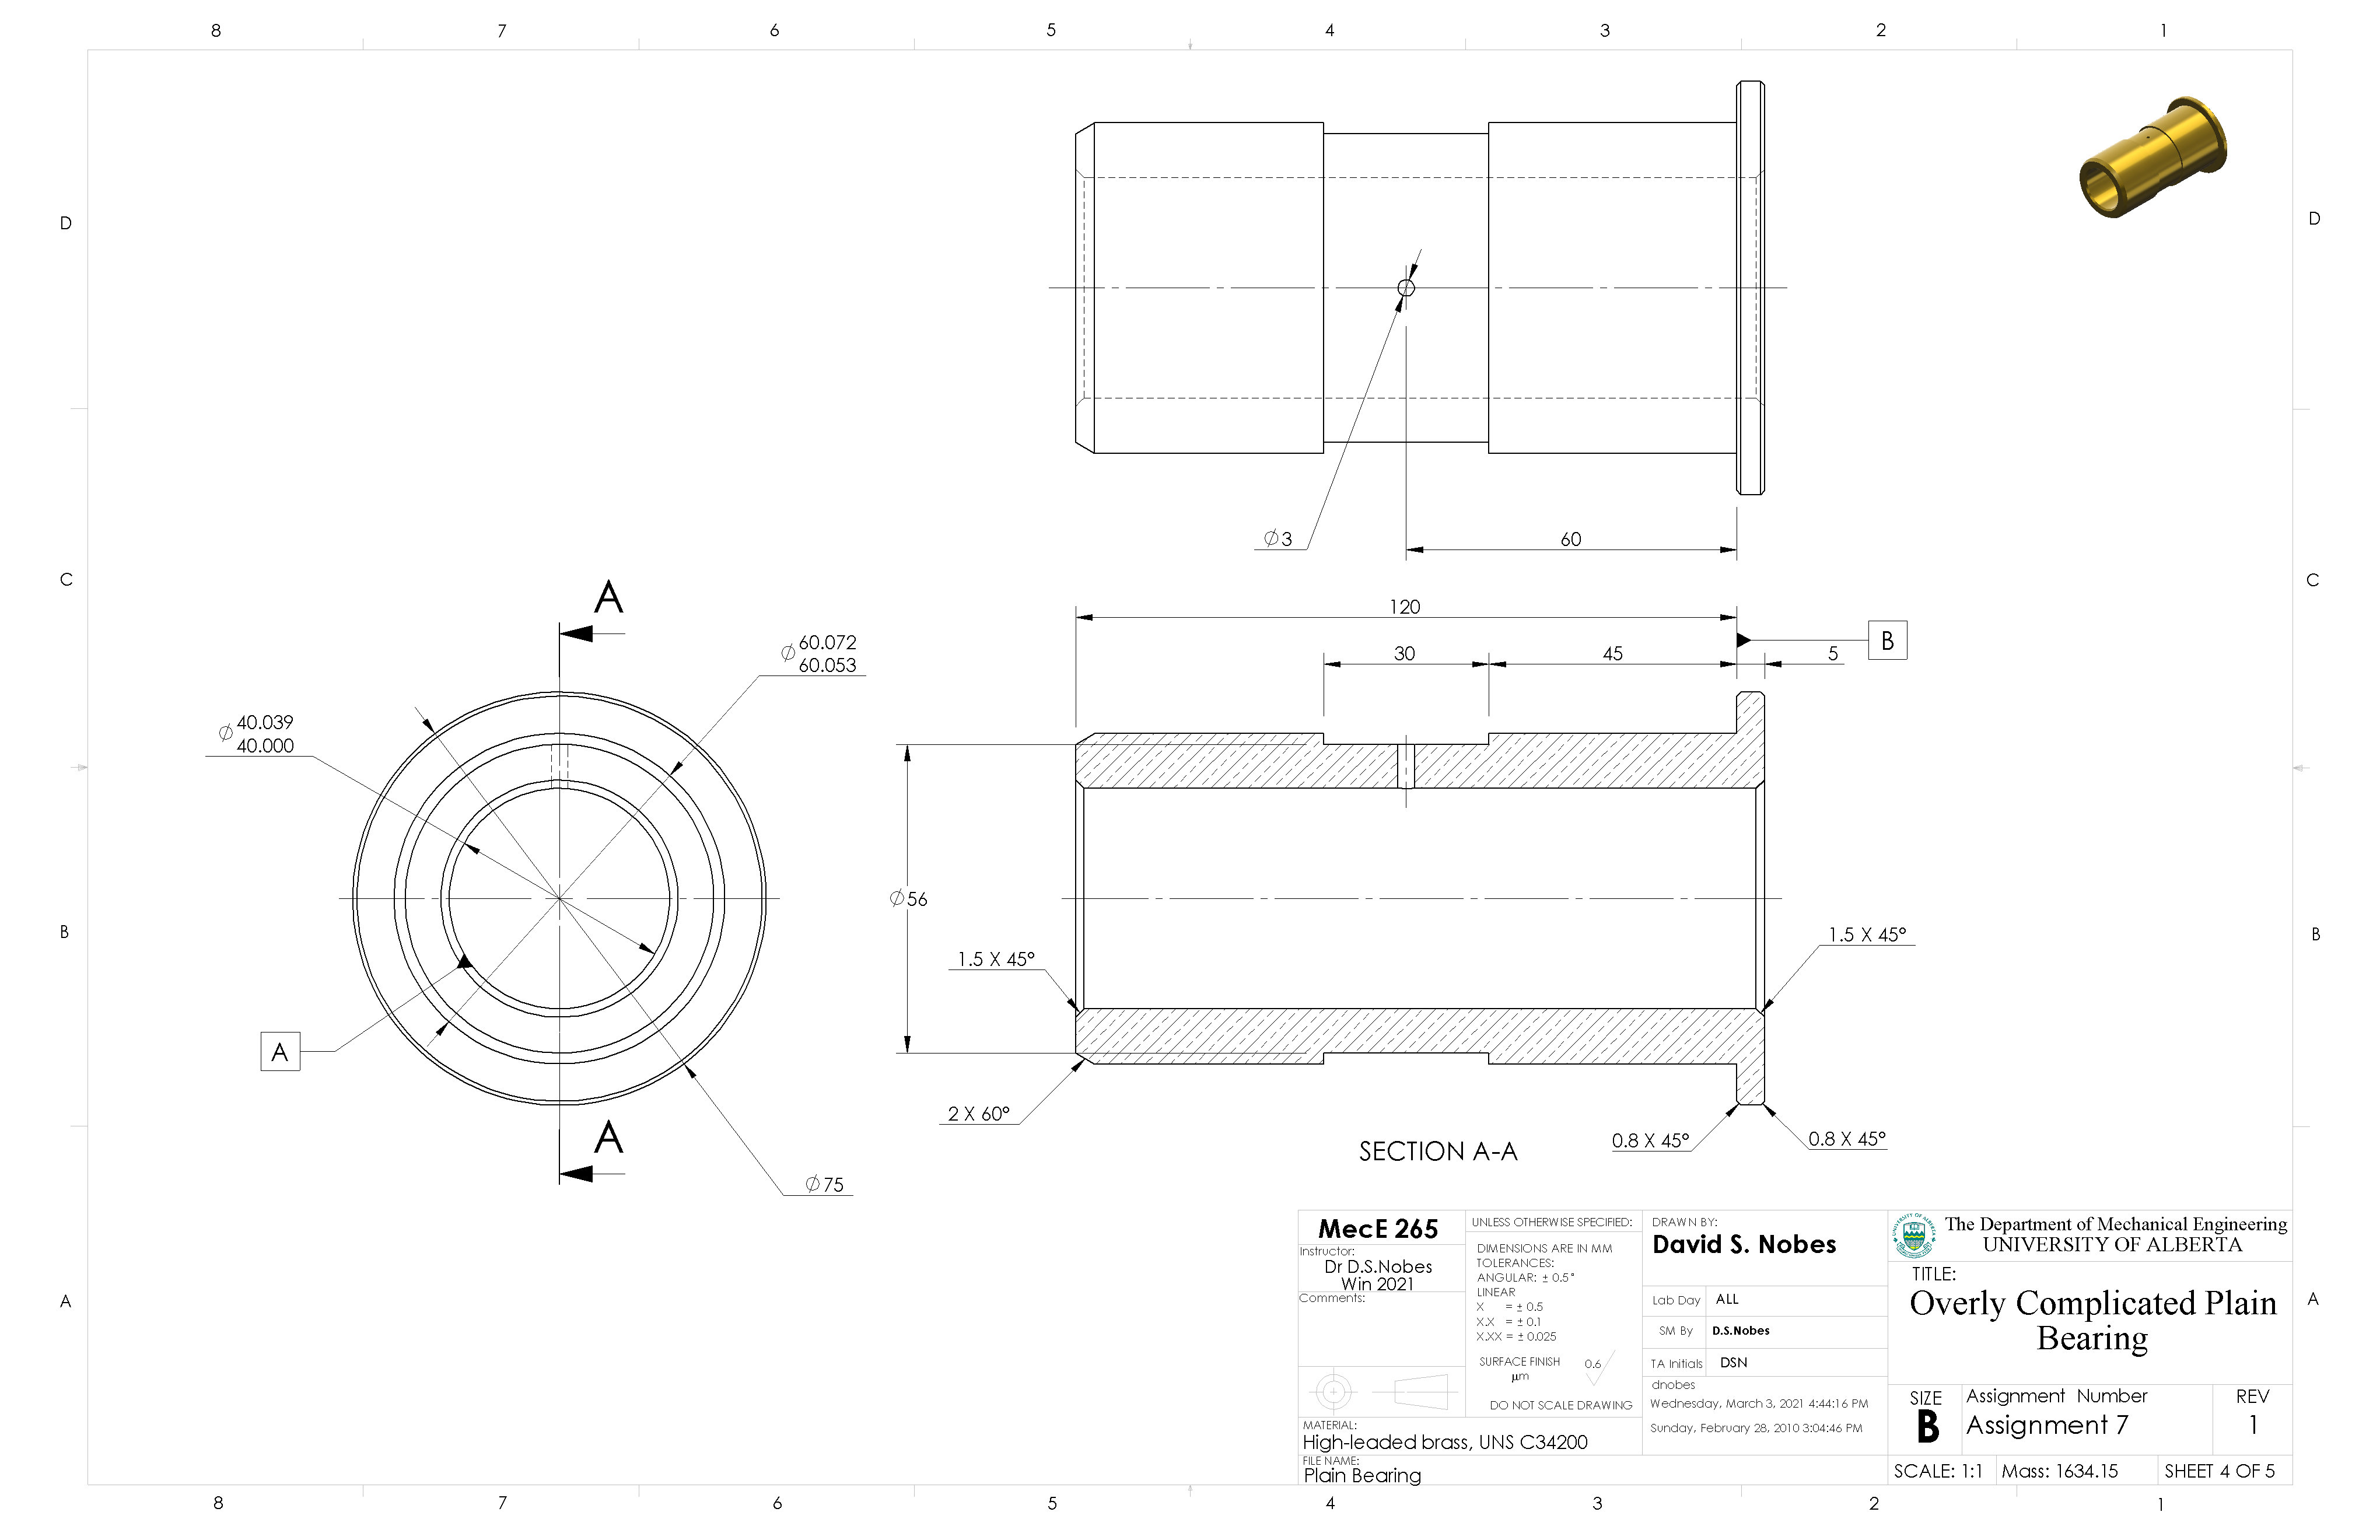 8 7 6 5 4 3 2 1
D D
⌀3
60
C C
A
120
B
30 45 5
⌀60.072
60.053
⌀40.039
40.000
⌀56
B B
1.5 X 45°
1.5 X 45°
A
2 X 60°
0.8 X 45°
0.8 X 45°
A
SECTION A-A
⌀75
A A
MecE 265
Instructor:
Dr D.S.Nobes
Win 2021
Comments:
UNLESS OTHERWISE SPECIFIED:
DIMENSIONS ARE IN MM
TOLERANCES:
ANGULAR: ± 0.5°
LINEAR
X = ± 0.5
X.X = ± 0.1
X.XX = ± 0.025
SURFACE FINISH 0.6
μm
DO NOT SCALE DRAWING
MATERIAL:
High-leaded brass, UNS C34200
FILE NAME:
Plain Bearing
DRAWN BY:
David S. Nobes
Lab Day ALL
SM By D.S.Nobes
TA Initials DSN
dnobes
Wednesday, March 3, 2021 4:44:16 PM
Sunday, February 28, 2010 3:04:46 PM
The Department of Mechanical Engineering
UNIVERSITY OF ALBERTA
TITLE:
Overly Complicated Plain
Bearing
SIZE
B
Assignment Number
Assignment 7
REV
1
SCALE: 1:1 Mass: 1634.15 SHEET 4 OF 5
8 7 6 5 4 3 2 1